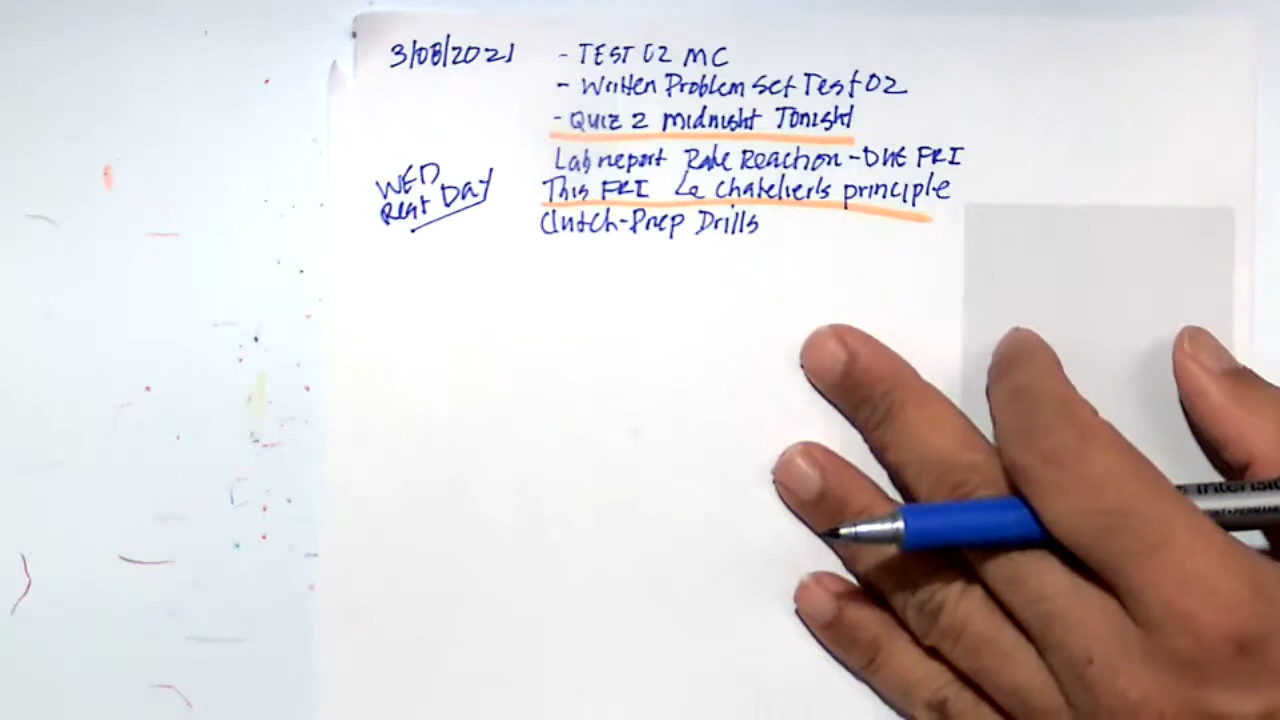 3/08/2021
- TEST 02 MC
- Written Problem Set Test 02
- Quiz 2 Midnight Tonight
Lab report Rate Reaction - DUE FRI
This FRI Le Chatelier's principle
Clutch-Prep Drills
WED
Rest Day
intensi